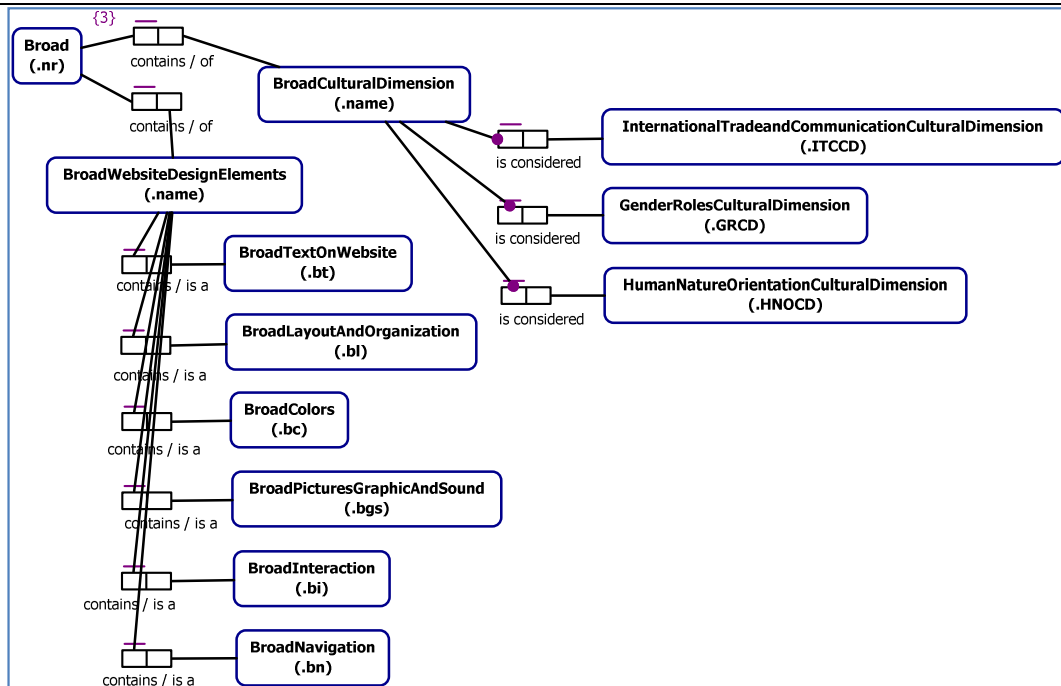 {3}
Broad
(.nr)
contains / of
contains / of
BroadCulturalDimension
(.name)
InternationalTradeandCommunicationCulturalDimension
(.ITCCD)
is considered
BroadWebsiteDesignElements
(.name)
GenderRolesCulturalDimension
(.GRCD)
is considered
BroadTextOnWebsite
(.bt)
contains / is a
HumanNatureOrientationCulturalDimension
(.HNOCD)
is considered
BroadLayoutAndOrganization
(.bl)
contains / is a
BroadColors
(.bc)
contains / is a
BroadPicturesGraphicAndSound
(.bgs)
contains / is a
BroadInteraction
(.bi)
contains / is a
BroadNavigation
(.bn)
contains / is a